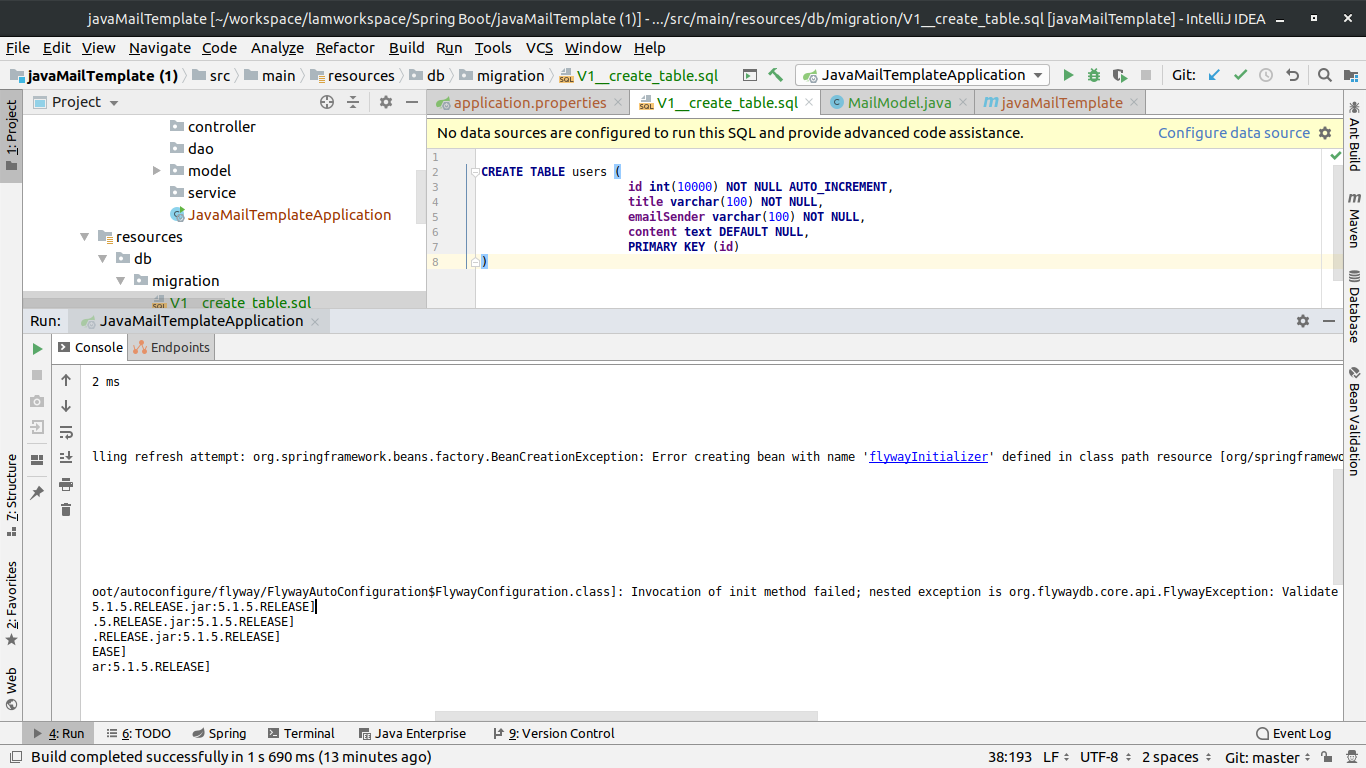 javaMailTemplate [~/workspace/lamworkspace/Spring Boot/javaMailTemplate (1)] - .../src/main/resources/db/migration/V1__create_table.sql [javaMailTemplate] - IntelliJ IDEA
File Edit View Navigate Code Analyze Refactor Build Run Tools VCS Window Help
javaMailTemplate (1) src main resources db migration V1__create_table.sql JavaMailTemplateApplication Git:
Project
application.properties V1__create_table.sql MailModel.java javaMailTemplate
No data sources are configured to run this SQL and provide advanced code assistance. Configure data source
controller
dao
model
service
JavaMailTemplateApplication
resources
db
migration
V1__create_table.sql
1
2 CREATE TABLE users (
3 id int(10000) NOT NULL AUTO_INCREMENT,
4 title varchar(100) NOT NULL,
5 emailSender varchar(100) NOT NULL,
6 content text DEFAULT NULL,
7 PRIMARY KEY (id)
8 )
1: Project
7: Structure
2: Favorites
Web
Ant Build
Maven
Database
Bean Validation
Run: JavaMailTemplateApplication
Console Endpoints
2 ms
lling refresh attempt: org.springframework.beans.factory.BeanCreationException: Error creating bean with name 'flywayInitializer' defined in class path resource [org/springframewo
oot/autoconfigure/flyway/FlywayAutoConfiguration$FlywayConfiguration.class]: Invocation of init method failed; nested exception is org.flywaydb.core.api.FlywayException: Validate
5.1.5.RELEASE.jar:5.1.5.RELEASE]
.5.RELEASE.jar:5.1.5.RELEASE]
.RELEASE.jar:5.1.5.RELEASE]
EASE]
ar:5.1.5.RELEASE]
4: Run 6: TODO Spring Terminal Java Enterprise 9: Version Control Event Log
Build completed successfully in 1 s 690 ms (13 minutes ago) 38:193 LF UTF-8 2 spaces Git: master